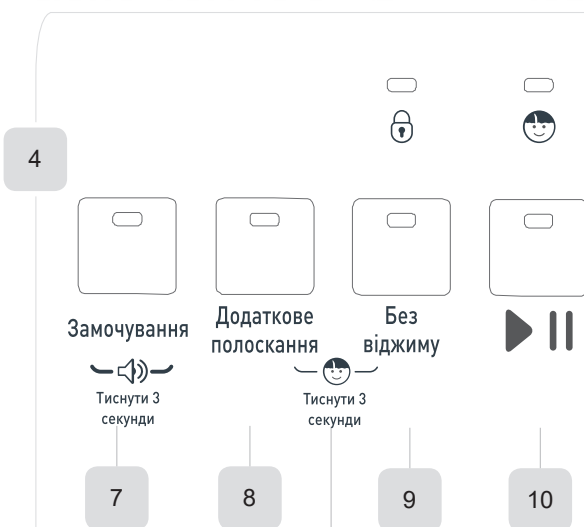 4
Замочування
Додаткове
полоскання
Без
віджиму
Тиснути 3
секунди
Тиснути 3
секунди
7
8
9
10